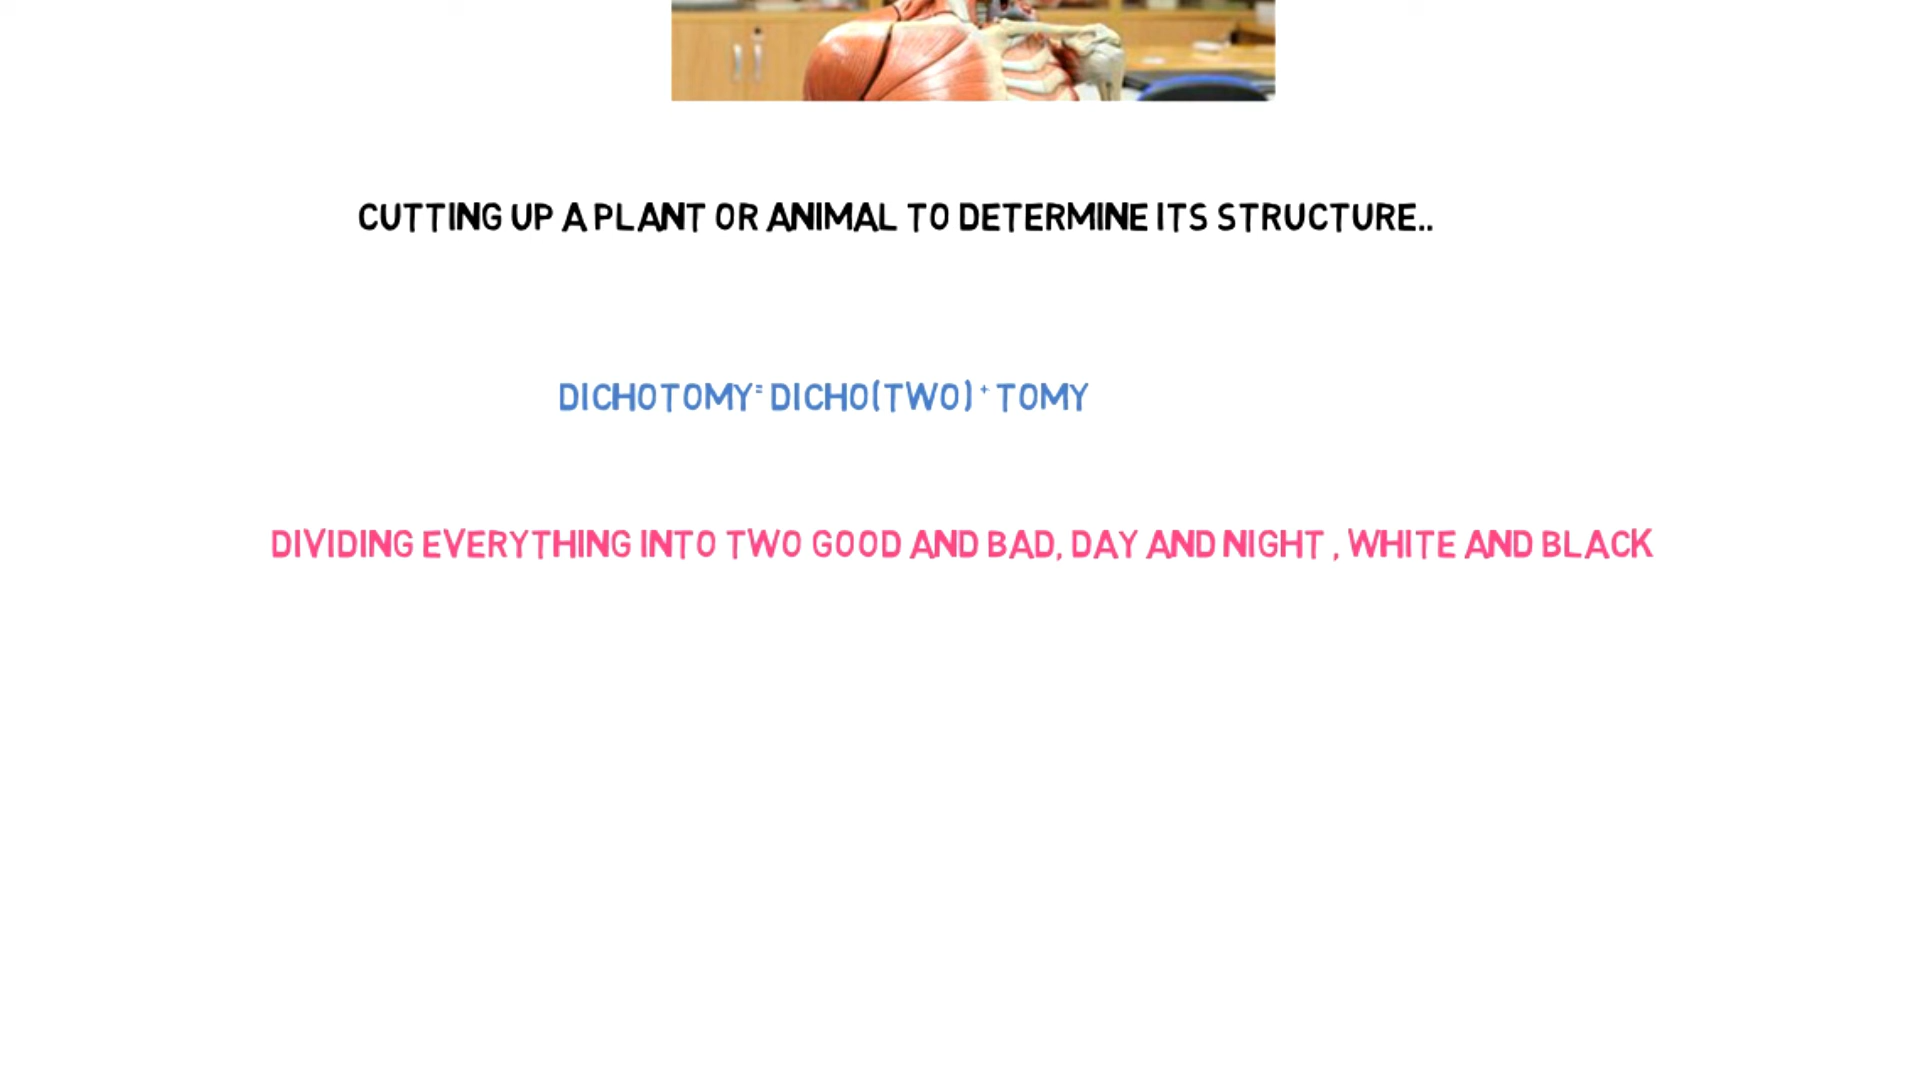 CUTTING UP A PLANT OR ANIMAL TO DETERMINE ITS STRUCTURE..
DICHOTOMY= DICHO(TWO) + TOMY
DIVIDING EVERYTHING INTO TWO GOOD AND BAD, DAY AND NIGHT , WHITE AND BLACK